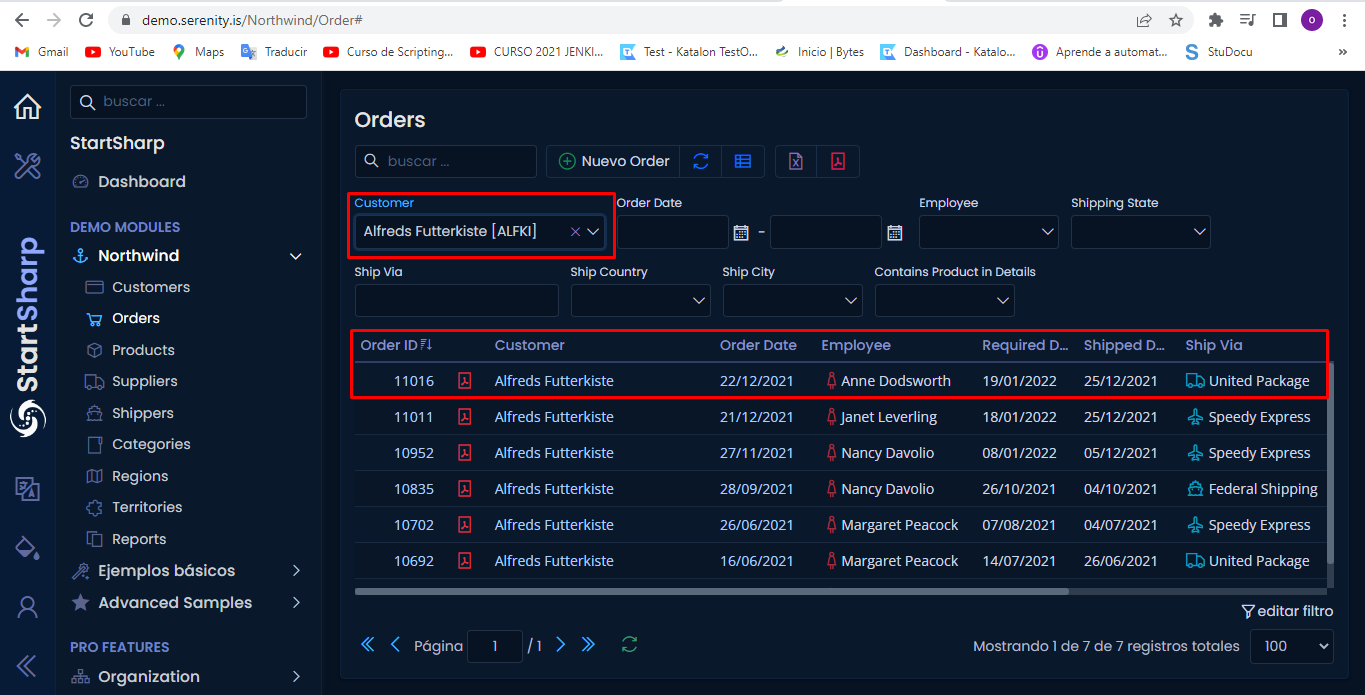 demo.serenity.is/Northwind/Order#
O
Gmail YouTube Maps Traducir Curso de Scripting... CURSO 2021 JENKI... Test - Katalon TestO... Inicio | Bytes Dashboard - Katalo... Aprende a automat... StuDocu »
StartSharp
buscar ...
StartSharp
Dashboard
DEMO MODULES
Northwind
Customers
Orders
Products
Suppliers
Shippers
Categories
Regions
Territories
Reports
Ejemplos básicos
Advanced Samples
PRO FEATURES
Organization
Orders
buscar ... Nuevo Order
Customer Order Date Employee Shipping State
Alfreds Futterkiste [ALFKI] -
Ship Via Ship Country Ship City Contains Product in Details
Order ID Customer Order Date Employee Required D... Shipped D... Ship Via
11016 Alfreds Futterkiste 22/12/2021 Anne Dodsworth 19/01/2022 25/12/2021 United Package
11011 Alfreds Futterkiste 21/12/2021 Janet Leverling 18/01/2022 25/12/2021 Speedy Express
10952 Alfreds Futterkiste 27/11/2021 Nancy Davolio 08/01/2022 05/12/2021 Speedy Express
10835 Alfreds Futterkiste 28/09/2021 Nancy Davolio 26/10/2021 04/10/2021 Federal Shipping
10702 Alfreds Futterkiste 26/06/2021 Margaret Peacock 07/08/2021 04/07/2021 Speedy Express
10692 Alfreds Futterkiste 16/06/2021 Margaret Peacock 14/07/2021 26/06/2021 United Package
editar filtro
Página 1 / 1 Mostrando 1 de 7 de 7 registros totales 100